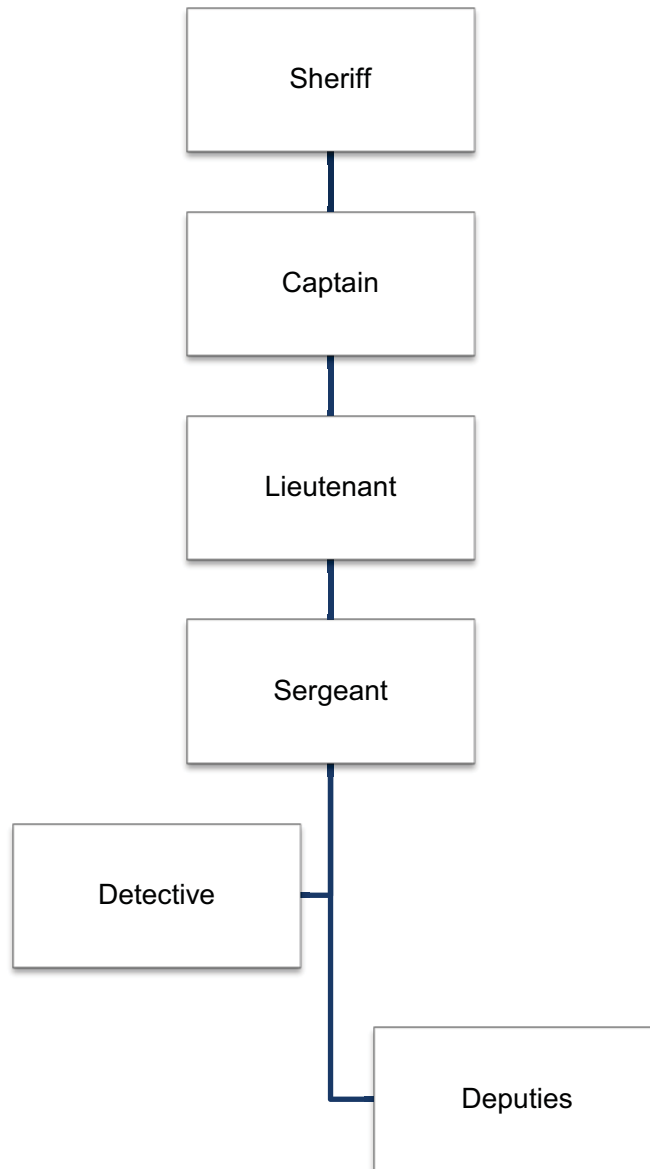 Sheriff
Captain
Lieutenant
Sergeant
Detective
Deputies